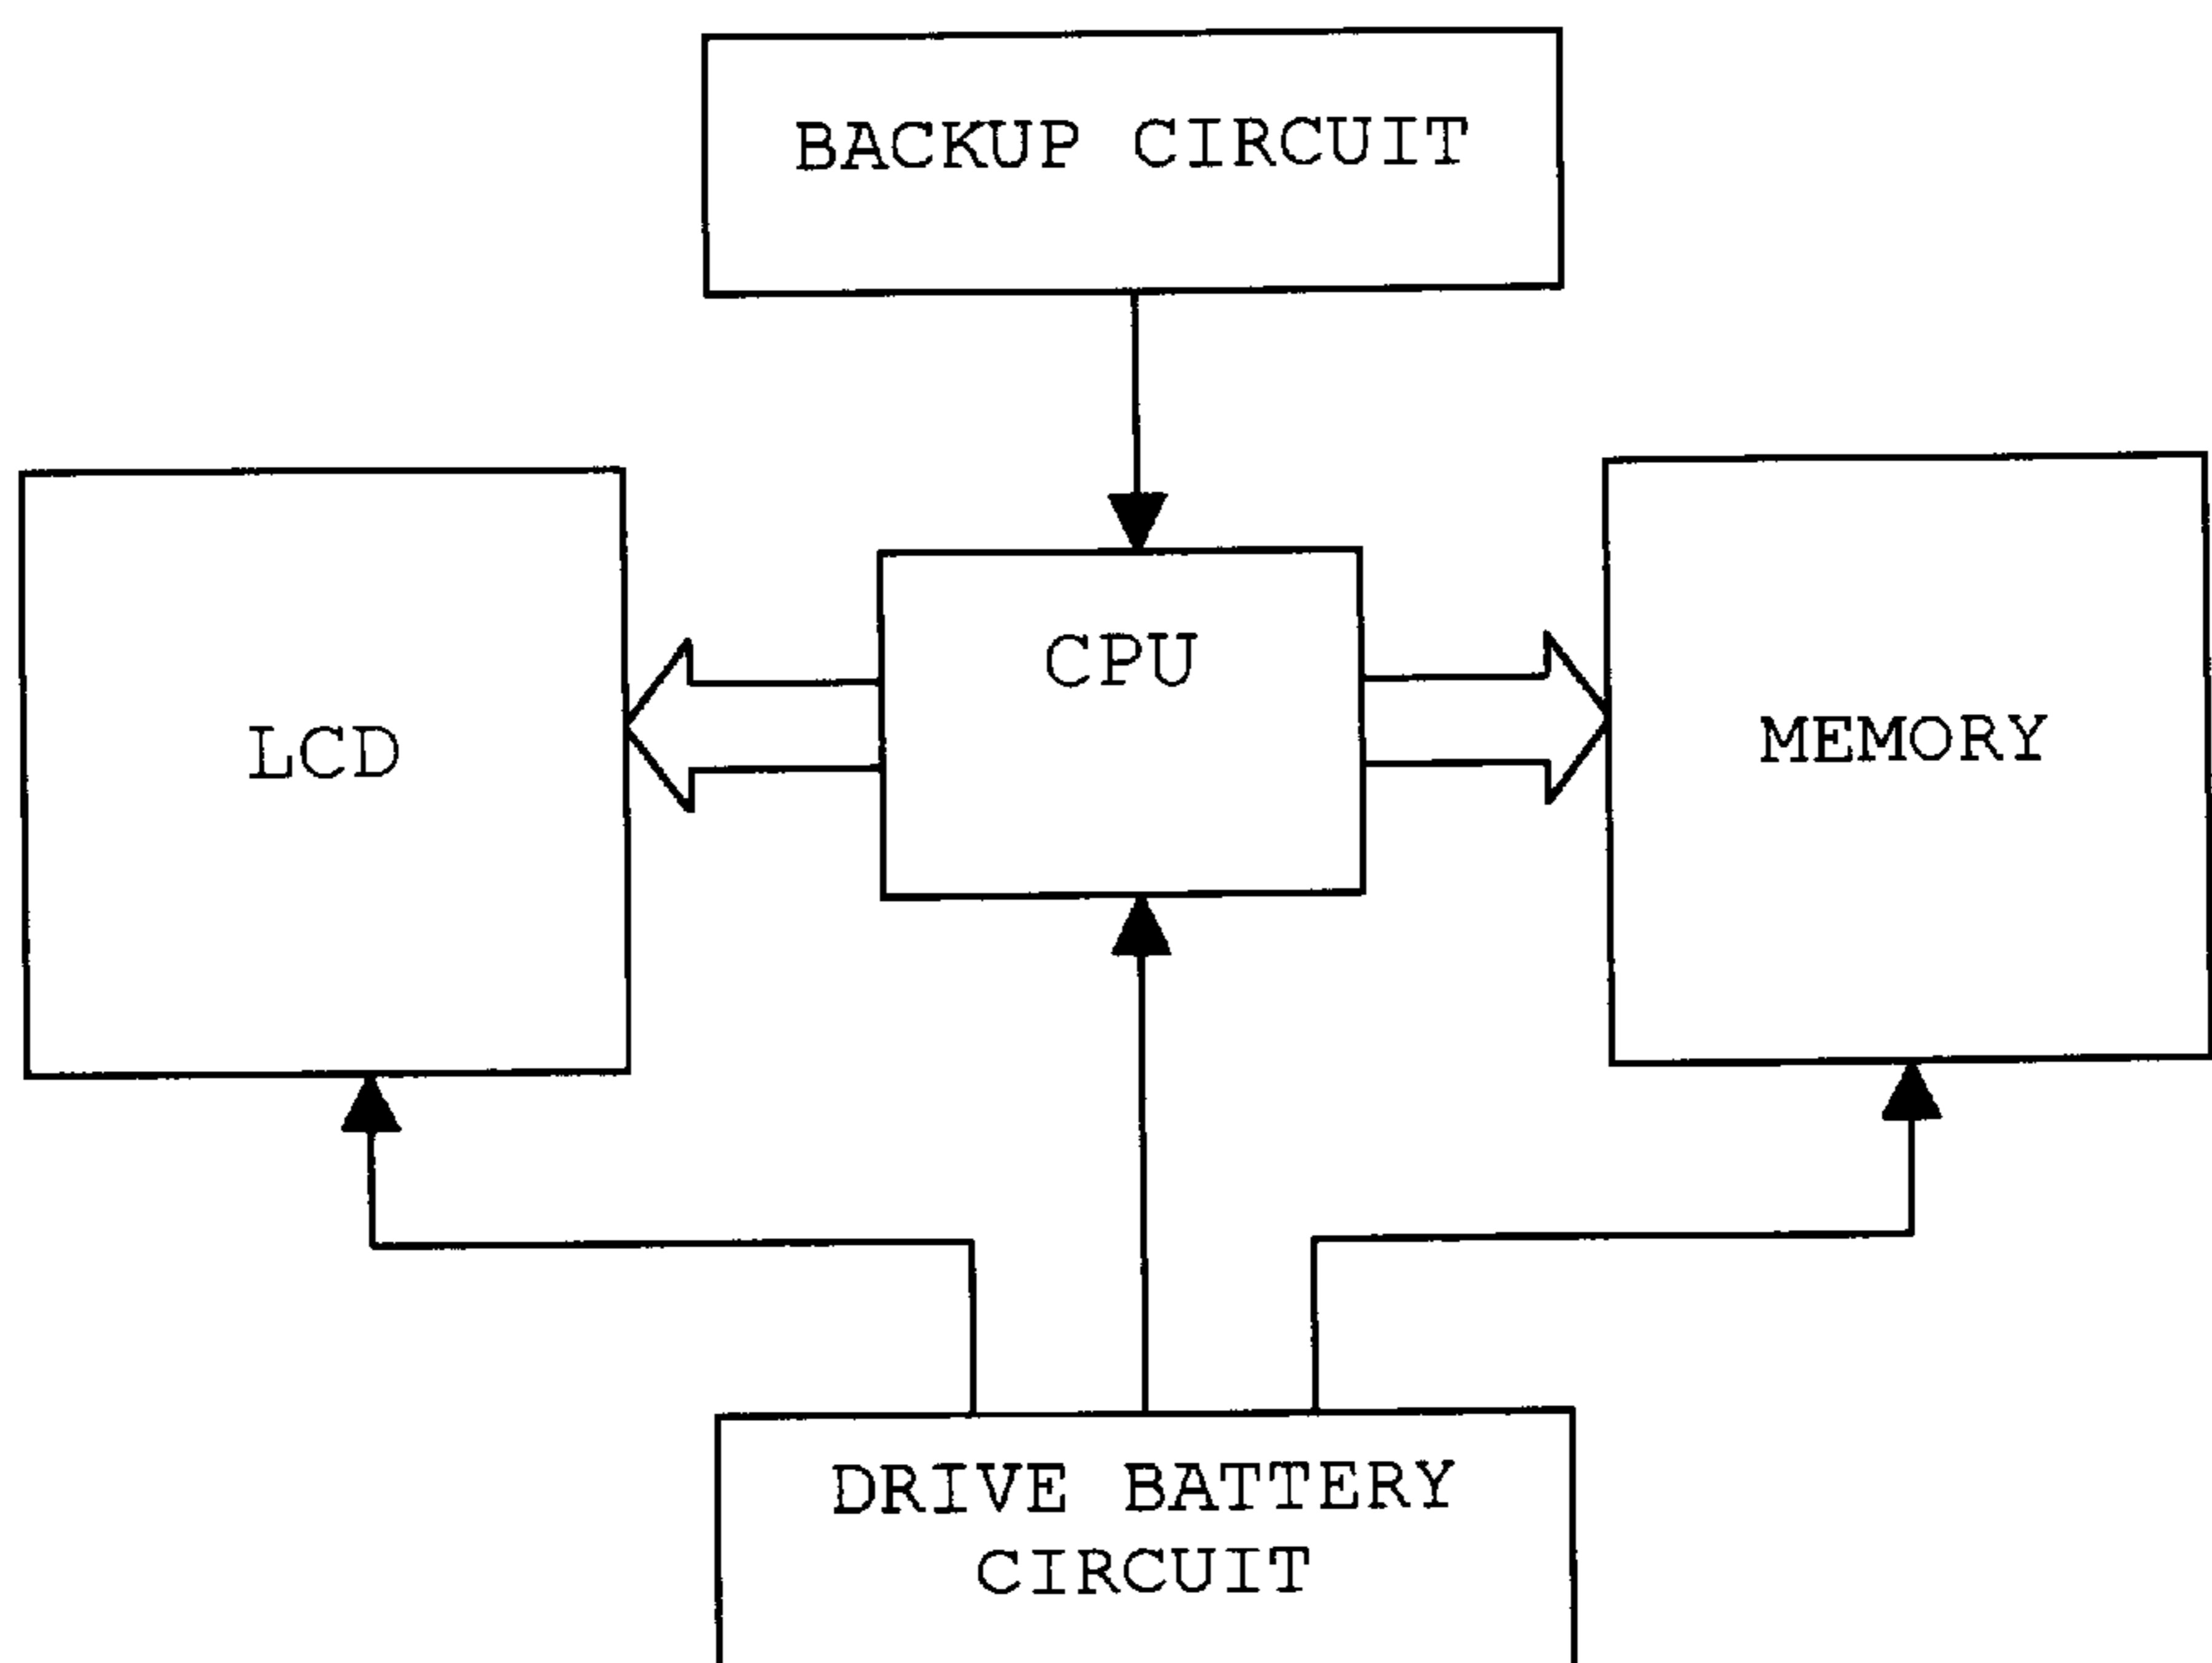 BACKUP CIRCUIT
CPU
LCD
MEMORY
DRIVE BATTERY
CIRCUIT